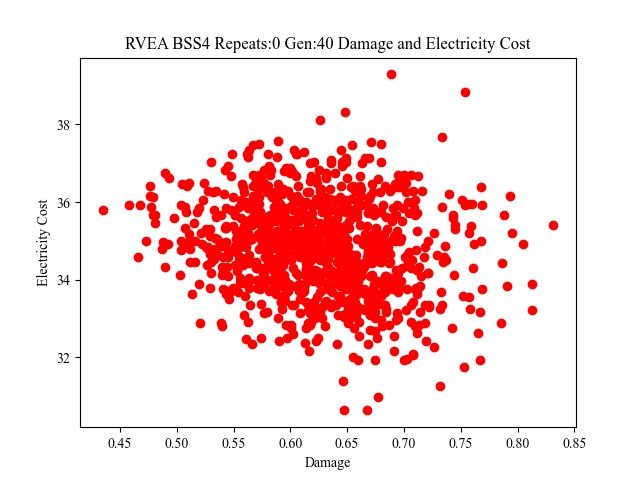 RVEA BSS4 Repeats:0 Gen:40 Damage and Electricity Cost
38
36
34
32
Electricity Cost
0.45 0.50 0.55 0.60 0.65 0.70 0.75 0.80 0.85
Damage